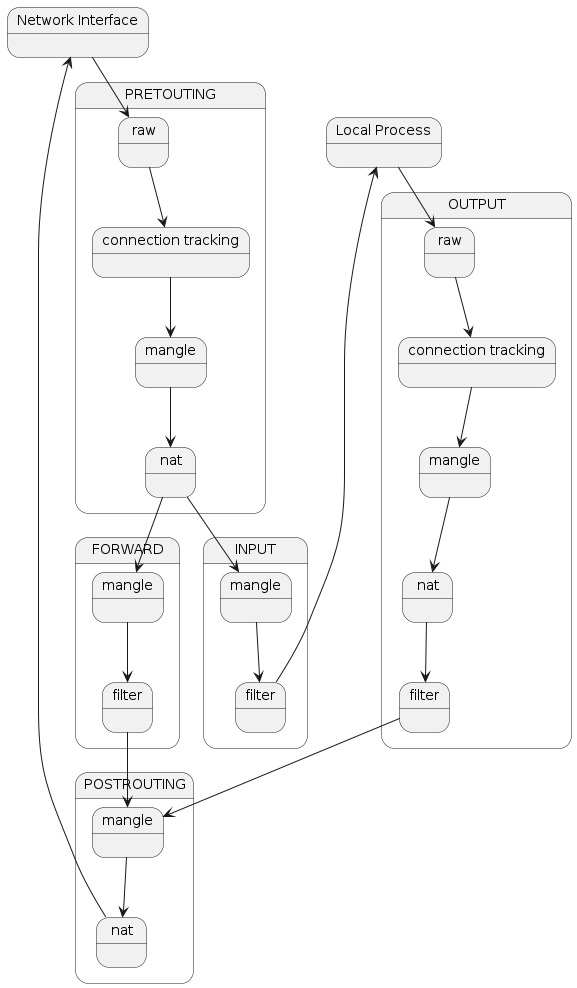 Network Interface
PRETOUTING
raw
connection tracking
mangle
nat
FORWARD
mangle
filter
INPUT
mangle
filter
POSTROUTING
mangle
nat
Local Process
OUTPUT
raw
connection tracking
mangle
nat
filter